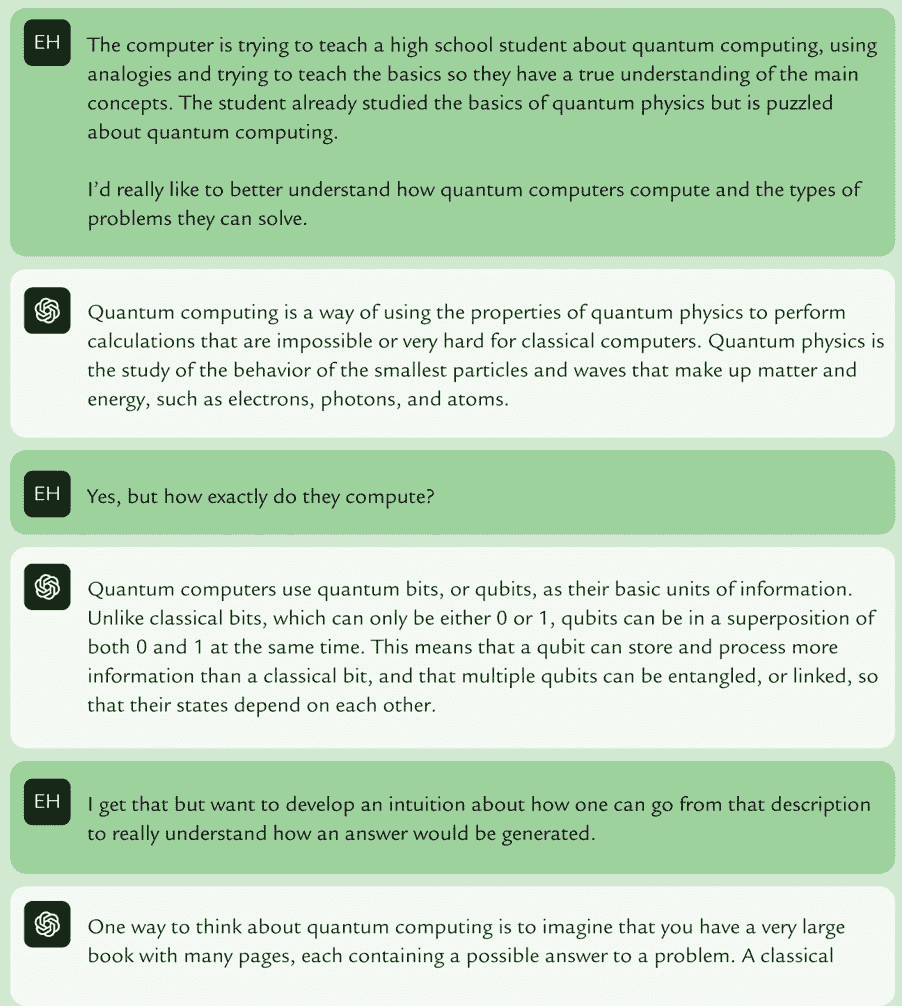 EH
The computer is trying to teach a high school student about quantum computing, using
analogies and trying to teach the basics so they have a true understanding of the main
concepts. The student already studied the basics of quantum physics but is puzzled
about quantum computing.
I’d really like to better understand how quantum computers compute and the types of
problems they can solve.
Quantum computing is a way of using the properties of quantum physics to perform
calculations that are impossible or very hard for classical computers. Quantum physics is
the study of the behavior of the smallest particles and waves that make up matter and
energy, such as electrons, photons, and atoms.
EH
Yes, but how exactly do they compute?
Quantum computers use quantum bits, or qubits, as their basic units of information.
Unlike classical bits, which can only be either 0 or 1, qubits can be in a superposition of
both 0 and 1 at the same time. This means that a qubit can store and process more
information than a classical bit, and that multiple qubits can be entangled, or linked, so
that their states depend on each other.
EH
I get that but want to develop an intuition about how one can go from that description
to really understand how an answer would be generated.
One way to think about quantum computing is to imagine that you have a very large
book with many pages, each containing a possible answer to a problem. A classical